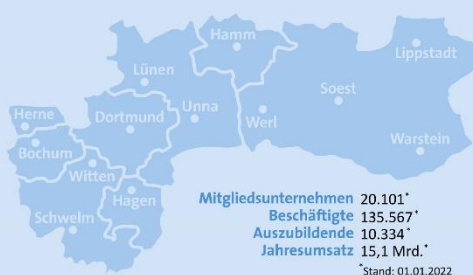 Hamm
Lippstadt
Lünen
Soest
Herne
Dortmund
Unna
Werl
Bochum
Warstein
Witten
Hagen
Schwelm
Mitgliedsunternehmen 20.101*
Beschäftigte 135.567*
Auszubildende 10.334*
Jahresumsatz 15,1 Mrd.*
*Stand: 01.01.2022